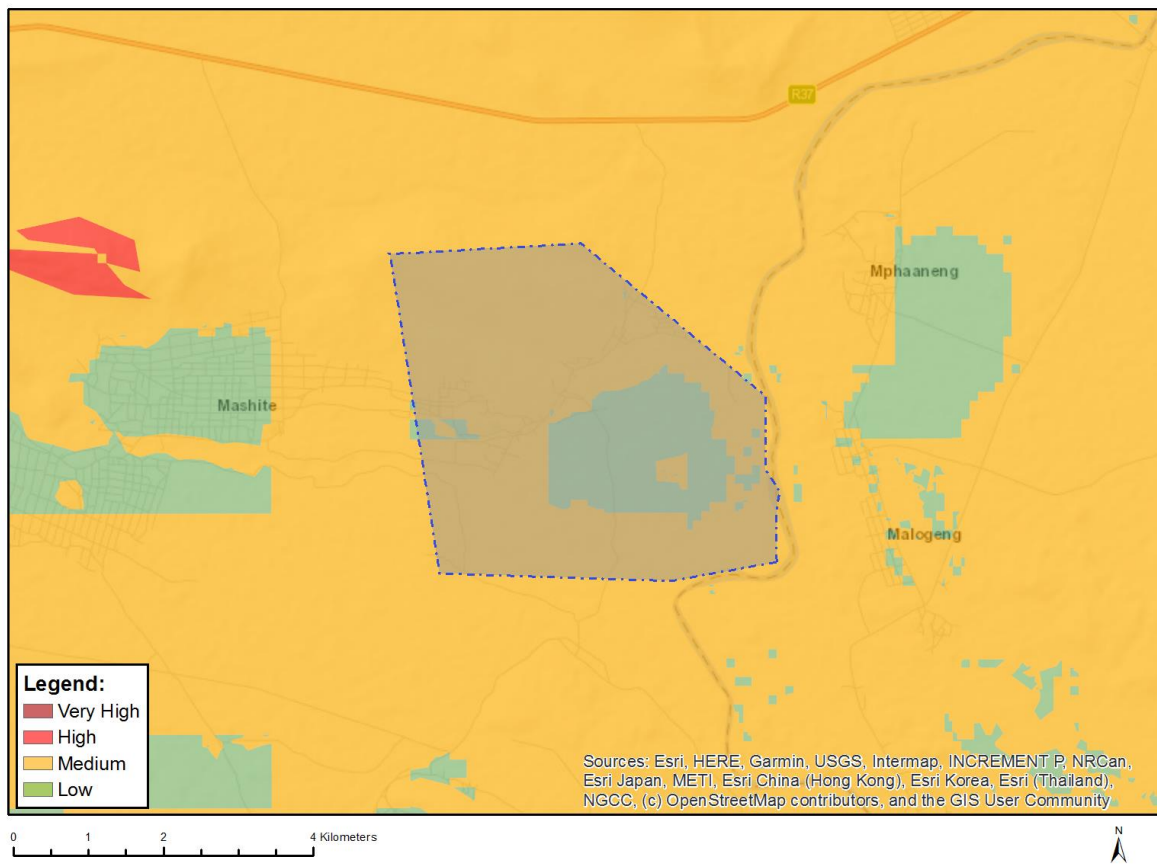 R37
Mphaaneng
Mashite
Malogeng
Legend:
Very High
High
Medium
Low
Sources: Esri, HERE, Garmin, USGS, Intermap, INCREMENT P, NRCan,
Esri Japan, METI, Esri China (Hong Kong), Esri Korea, Esri (Thailand),
NGCC, (c) OpenStreetMap contributors, and the GIS User Community
0 1 2 4 Kilometers
N